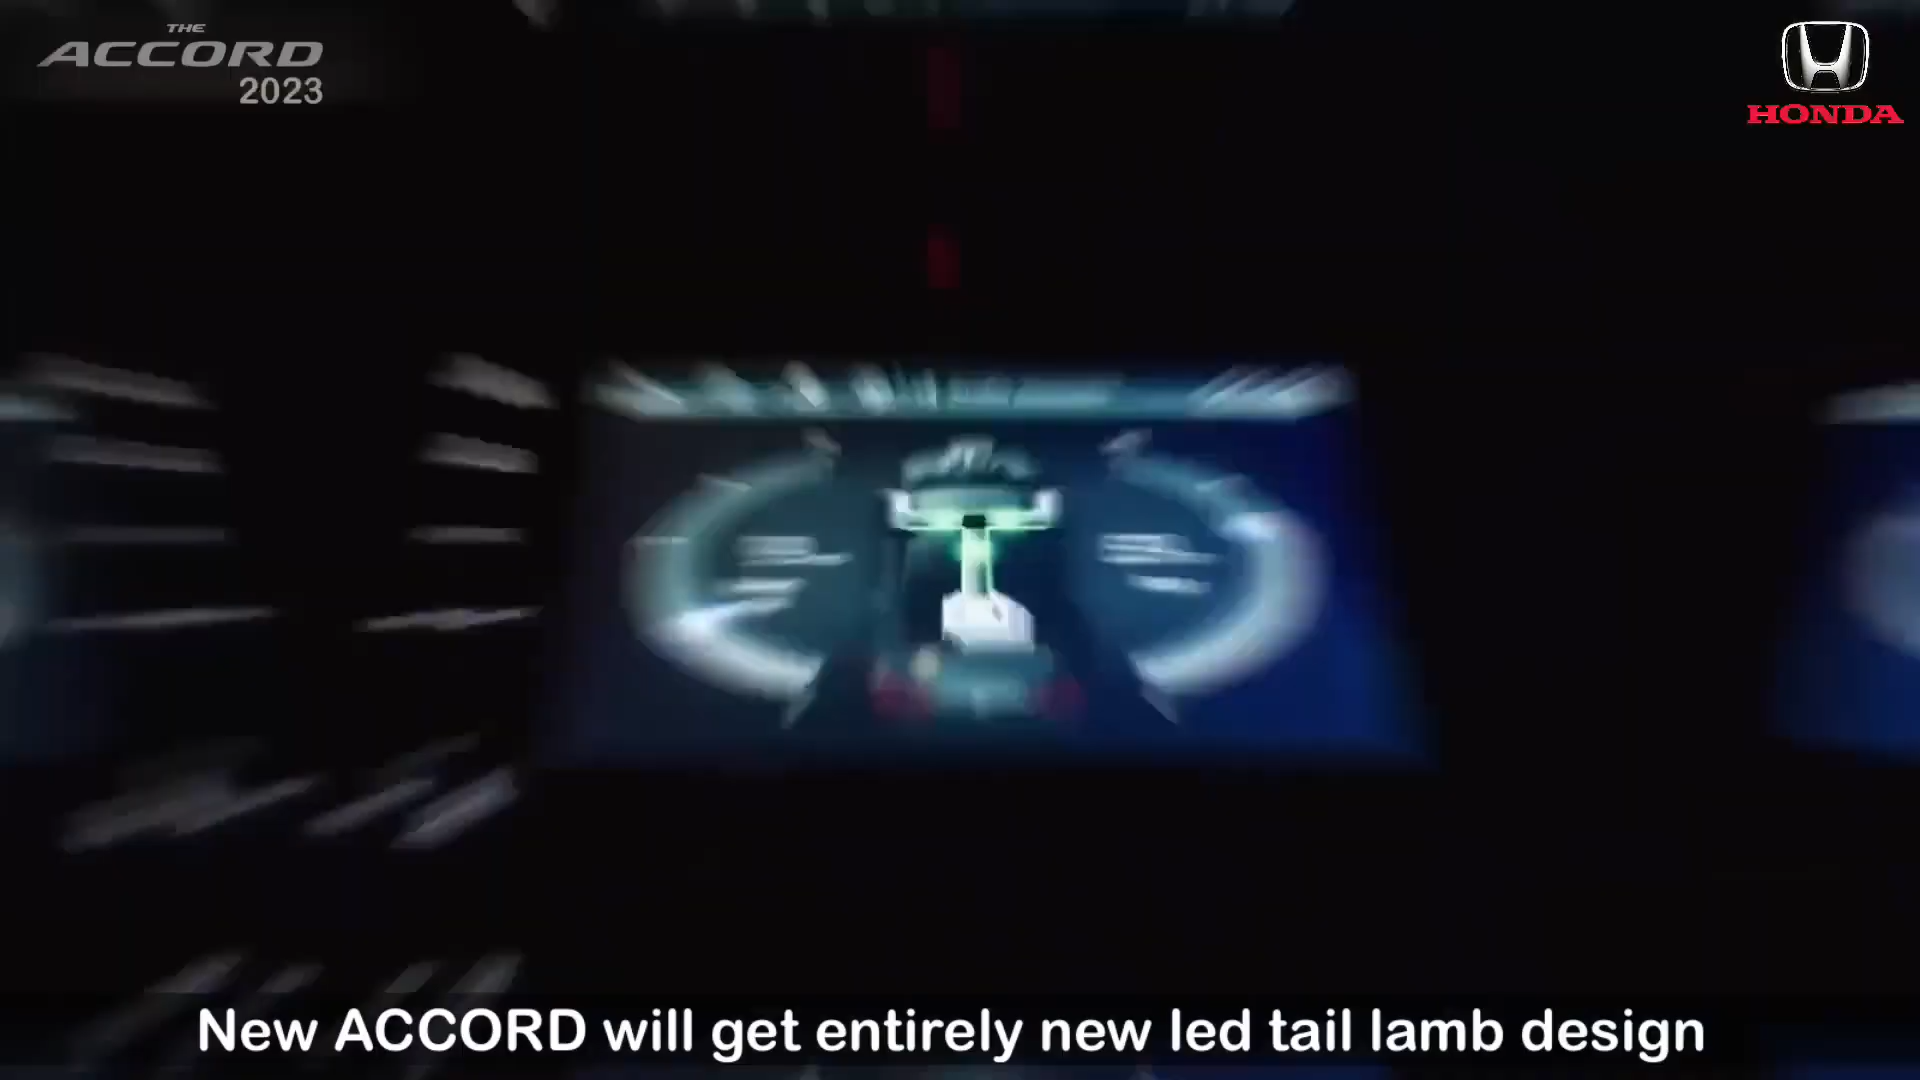 THE
ACCORD
2023
HONDA
New ACCORD will get entirely new led tail lamb design